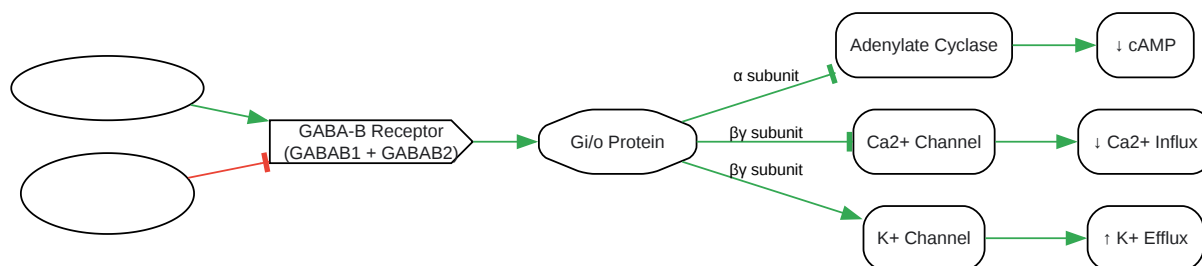 Adenylate Cyclase
↓ cAMP
α subunit
GABA-B Receptor
(GABAB1 + GABAB2)
Gi/o Protein
βγ subunit
Ca2+ Channel
↓ Ca2+ Influx
βγ subunit
K+ Channel
↑ K+ Efflux